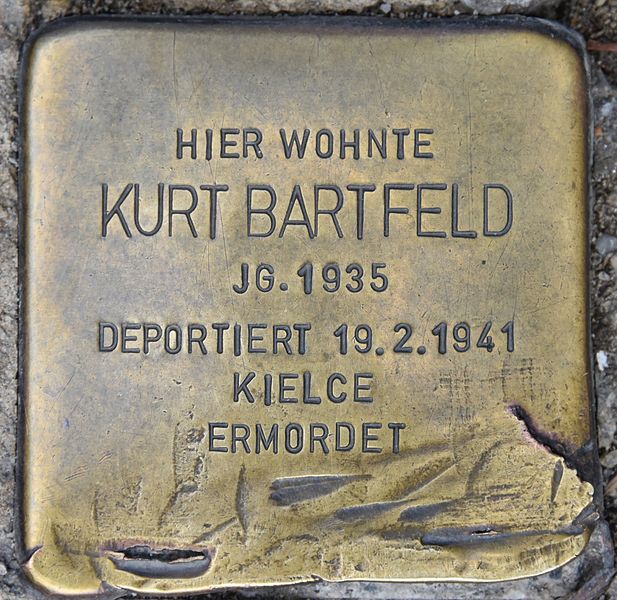 HIER WOHNTE
KURT BARTFELD
JG. 1935
DEPORTIERT 19.2.1941
KIELCE
ERMORDET